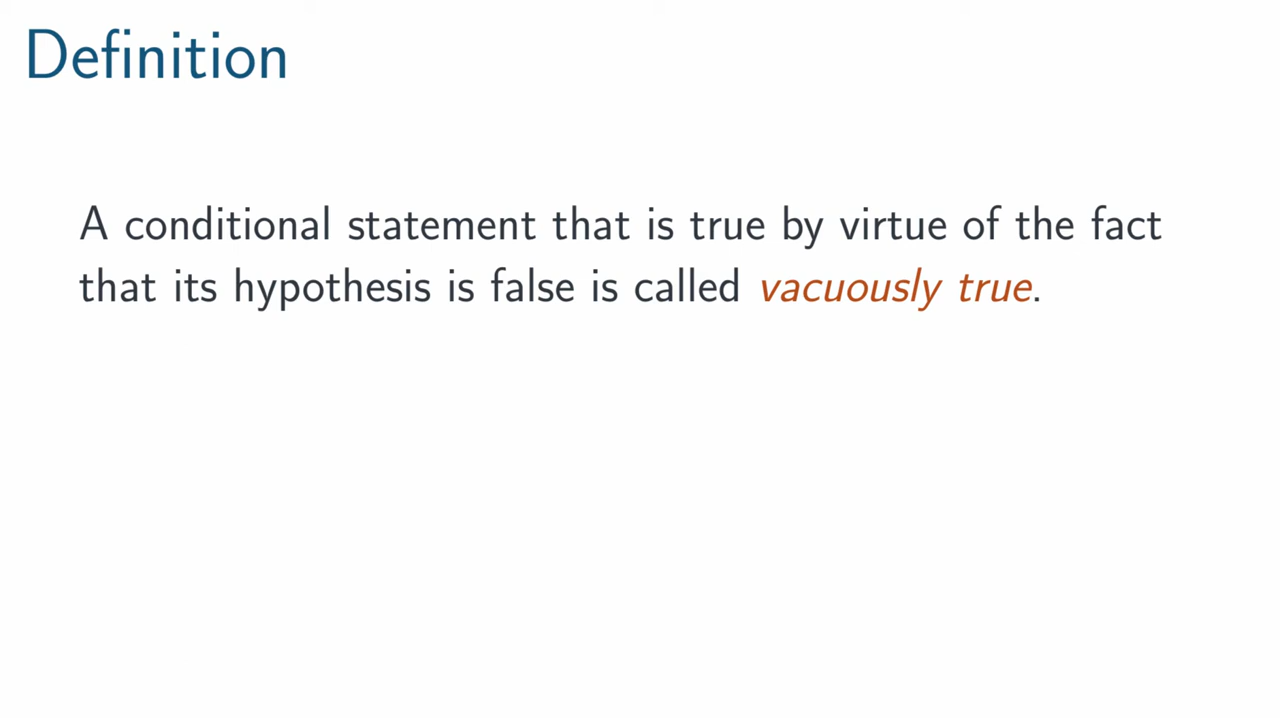 Definition
A conditional statement that is true by virtue of the fact
that its hypothesis is false is called vacuously true.